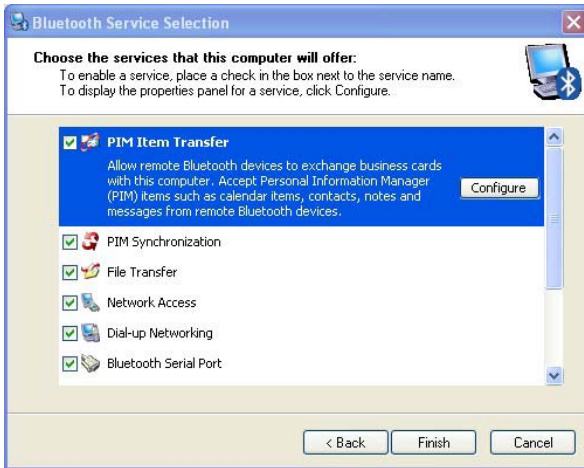 Bluetooth Service Selection
Choose the services that this computer will offer:
To enable a service, place a check in the box next to the service name.
To display the properties panel for a service, click Configure.
PIM Item Transfer
Allow remote Bluetooth devices to exchange business cards
with this computer. Accept Personal Information Manager
(PIM) items such as calendar items, contacts, notes and
messages from remote Bluetooth devices.
Configure
PIM Synchronization
File Transfer
Network Access
Dial-up Networking
Bluetooth Serial Port
< Back
Finish
Cancel